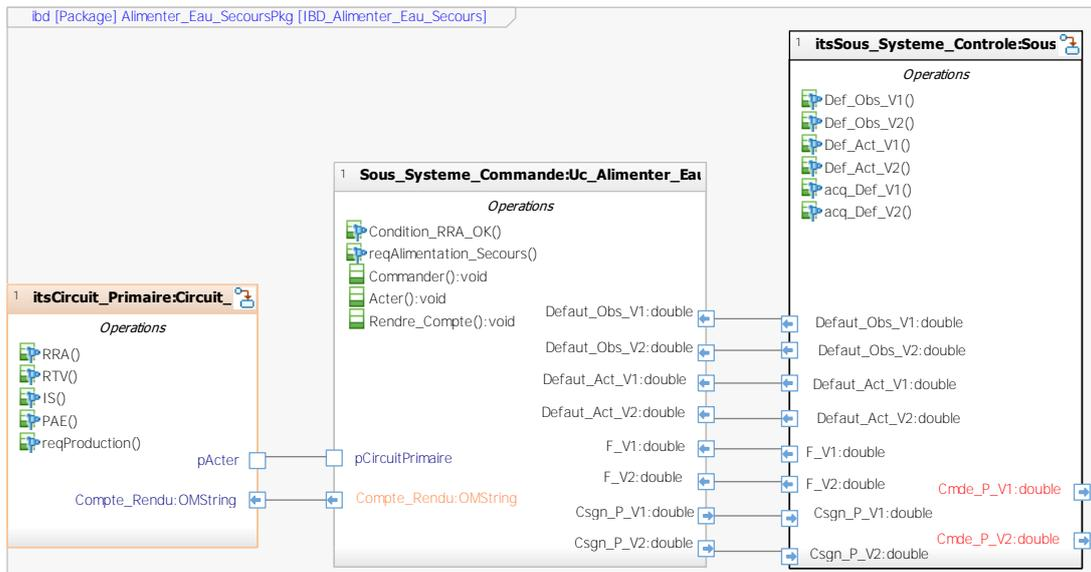 ibd [Package] Alimenter_Eau_SecoursPkg [IBD_Alimenter_Eau_Secours]
1 itsCircuit_Primaire:Circuit_
Operations
RRA()
RTV()
IS()
PAE()
reqProduction()
pActer
Compte_Rendu:OMString
1 Sous_Systeme_Commande:Uc_Alimenter_Eau
Operations
Condition_RRA_OK()
reqAlimentation_Secours()
Commander():void
Acter():void
Rendre_Compte():void
Defaut_Obs_V1:double
Defaut_Obs_V2:double
Defaut_Act_V1:double
Defaut_Act_V2:double
F_V1:double
F_V2:double
Csgn_P_V1:double
Csgn_P_V2:double
pCircuitPrimaire
Compte_Rendu:OMString
1 itsSous_Systeme_Controle:Sous
Operations
Def_Obs_V1()
Def_Obs_V2()
Def_Act_V1()
Def_Act_V2()
acq_Def_V1()
acq_Def_V2()
Defaut_Obs_V1:double
Defaut_Obs_V2:double
Defaut_Act_V1:double
Defaut_Act_V2:double
F_V1:double
F_V2:double
Csgn_P_V1:double
Csgn_P_V2:double
Cmde_P_V1:double
Cmde_P_V2:double